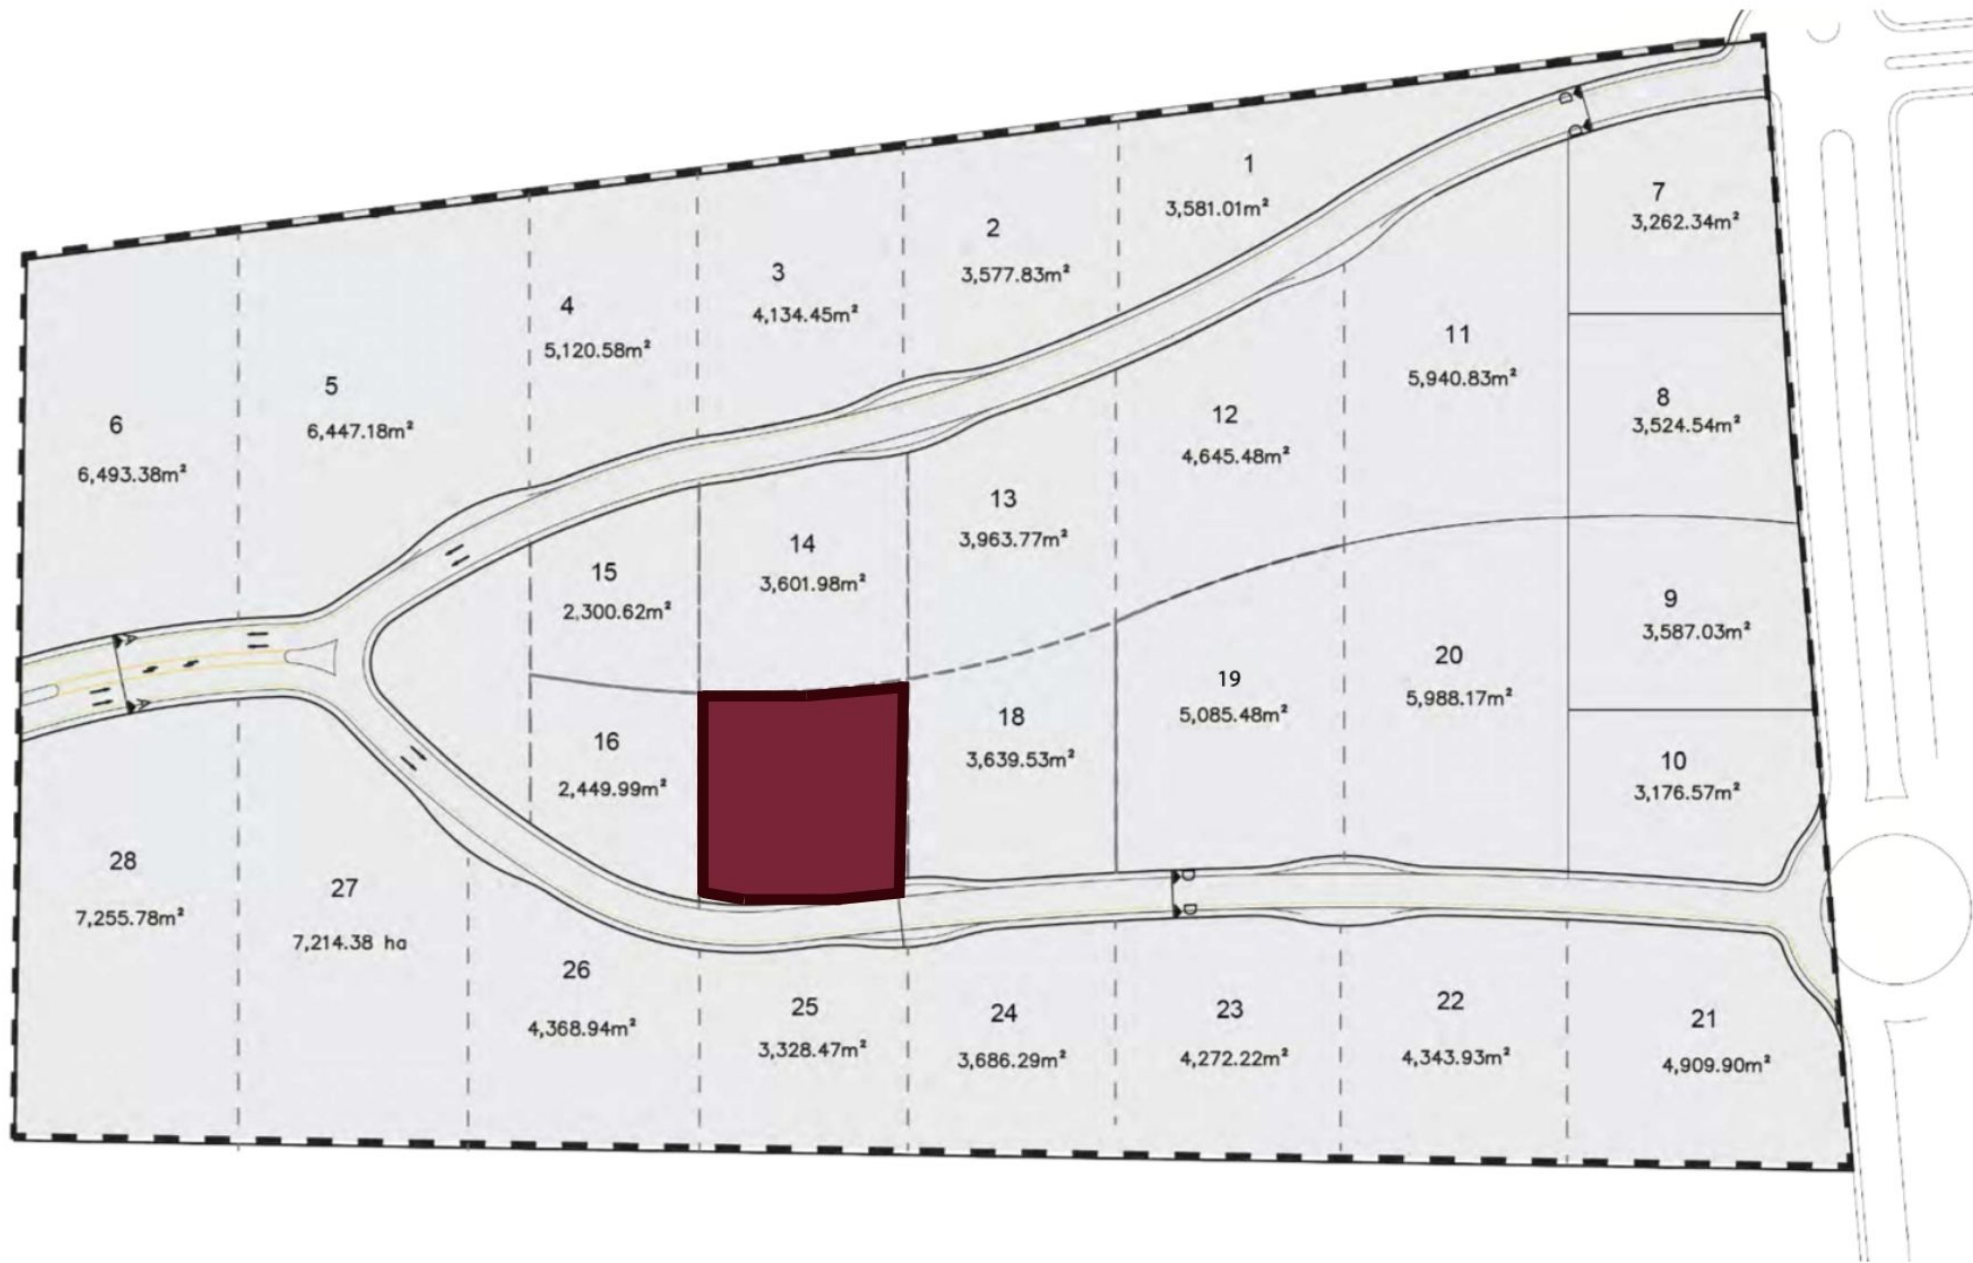 1
3,581.01m²
2
3,577.83m²
3
4,134.45m²
4
5,120.58m²
5
6,447.18m²
6
6,493.38m²
7
3,262.34m²
8
3,524.54m²
9
3,587.03m²
10
3,176.57m²
11
5,940.83m²
12
4,645.48m²
13
3,963.77m²
14
3,601.98m²
15
2,300.62m²
16
2,449.99m²
18
3,639.53m²
19
5,085.48m²
20
5,988.17m²
21
4,909.90m²
22
4,343.93m²
23
4,272.22m²
24
3,686.29m²
25
3,328.47m²
26
4,368.94m²
27
7,214.38 ha
28
7,255.78m²